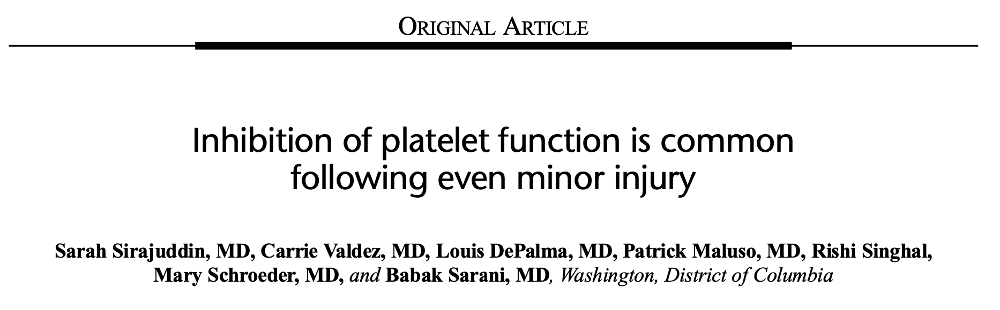 ORIGINAL ARTICLE
Inhibition of platelet function is common
following even minor injury
Sarah Sirajuddin, MD, Carrie Valdez, MD, Louis DePalma, MD, Patrick Maluso, MD, Rishi Singhal,
Mary Schroeder, MD, and Babak Sarani, MD, Washington, District of Columbia